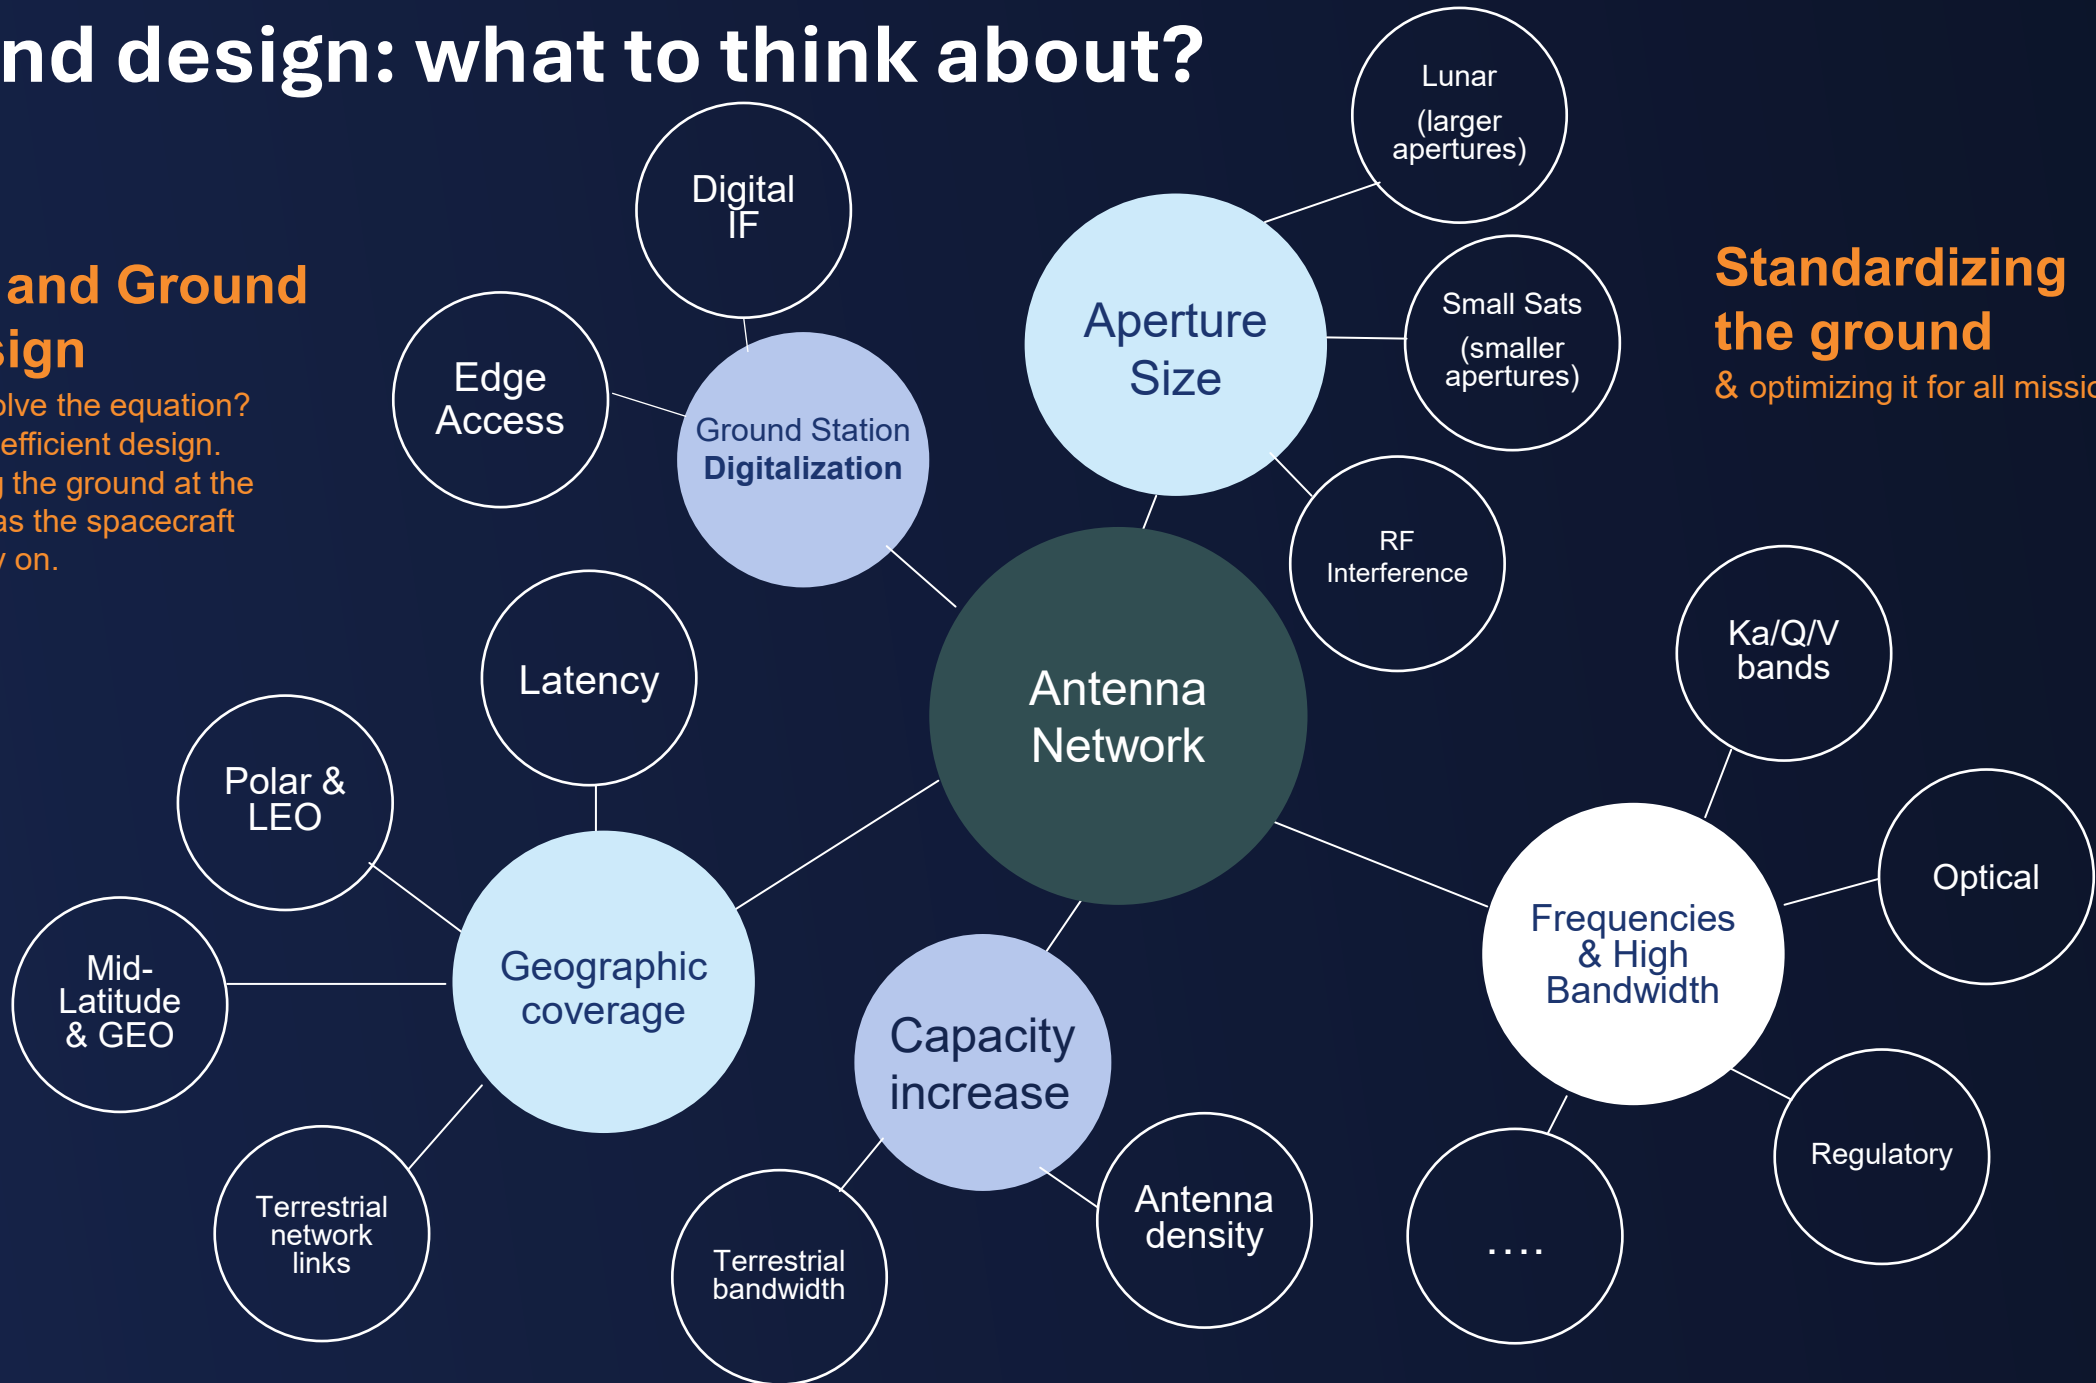 nd design: what to think about?
and Ground
sign
olve the equation?
efficient design.
g the ground at the
as the spacecraft
y on.
Digital
IF
Edge
Access
Ground Station
Digitalization
Lunar
(larger
apertures)
Aperture
Size
Small Sats
(smaller
apertures)
RF
Interference
Standardizing
the ground
& optimizing it for all missio
Antenna
Network
Latency
Polar &
LEO
Mid-
Latitude
& GEO
Geographic
coverage
Terrestrial
network
links
Capacity
increase
Terrestrial
bandwidth
Antenna
density
Ka/Q/V
bands
Optical
Frequencies
& High
Bandwidth
Regulatory
....